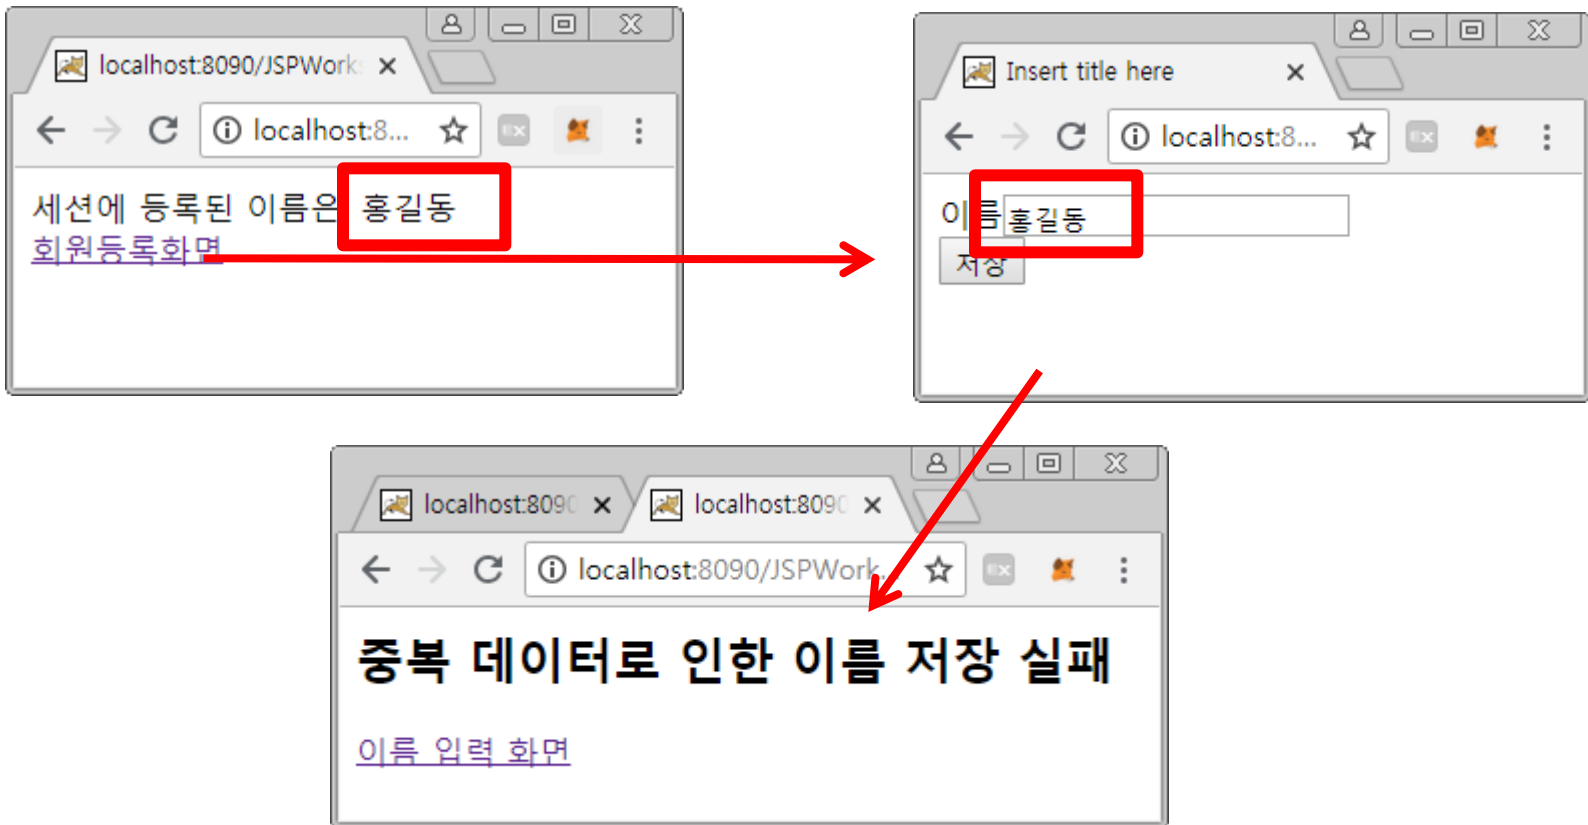 localhost:8090/JSPWork
localhost:8...
세션에 등록된 이름은 홍길동
회원등록화면
Insert title here
localhost:8...
이름 홍길동
저장
localhost:8090
localhost:8090
localhost:8090/JSPWork...
중복 데이터로 인한 이름 저장 실패
이름 입력 화면